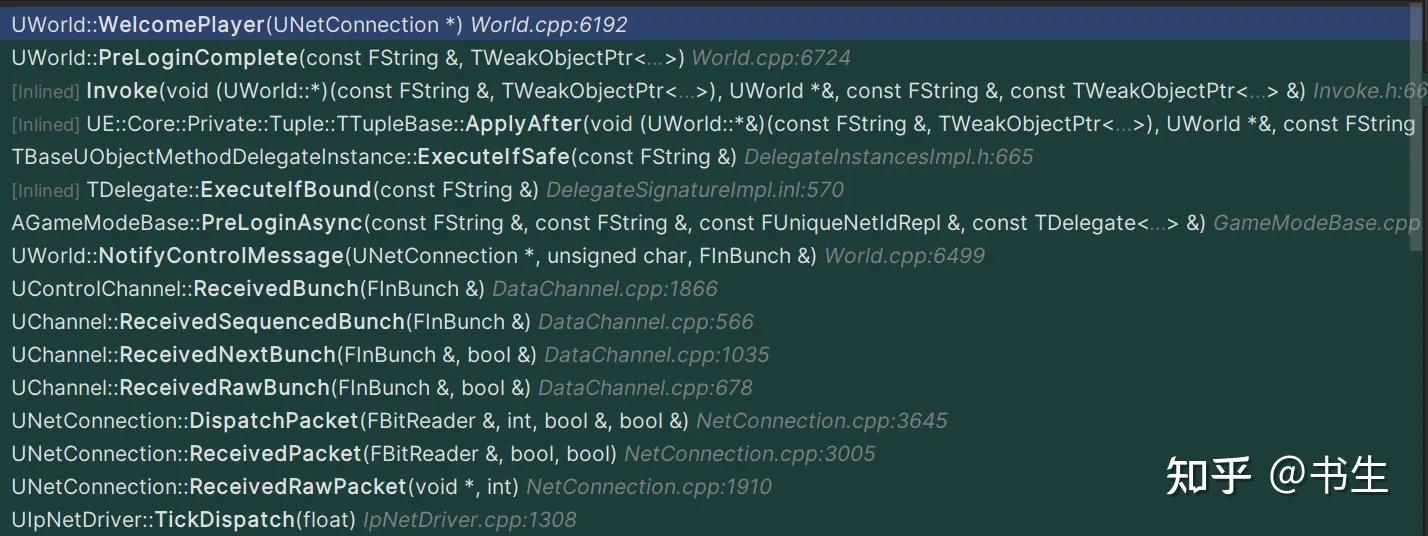 UWorld::WelcomePlayer(UNetConnection *) World.cpp:6192
UWorld::PreLoginComplete(const FString &, TWeakObjectPtr<...>) World.cpp:6724
[Inlined] Invoke(void (UWorld::*)(const FString &, TWeakObjectPtr<...>), UWorld *&, const FString &, const TWeakObjectPtr<...> &) Invoke.h:66
[Inlined] UE::Core::Private::Tuple::TTupleBase::ApplyAfter(void (UWorld::*&)(const FString &, TWeakObjectPtr<...>), UWorld *&, const FString
TBaseUObjectMethodDelegateInstance::ExecuteIfSafe(const FString &) DelegateInstancesImpl.h:665
[Inlined] TDelegate::ExecuteIfBound(const FString &) DelegateSignatureImpl.inl:570
AGameModeBase::PreLoginAsync(const FString &, const FString &, const FUniqueNetIdRepl &, const TDelegate<...> &) GameModeBase.cpp
UWorld::NotifyControlMessage(UNetConnection *, unsigned char, FInBunch &) World.cpp:6499
UControlChannel::ReceivedBunch(FInBunch &) DataChannel.cpp:1866
UChannel::ReceivedSequencedBunch(FInBunch &) DataChannel.cpp:566
UChannel::ReceivedNextBunch(FInBunch &, bool &) DataChannel.cpp:1035
UChannel::ReceivedRawBunch(FInBunch &, bool &) DataChannel.cpp:678
UNetConnection::DispatchPacket(FBitReader &, int, bool &, bool &) NetConnection.cpp:3645
UNetConnection::ReceivedPacket(FBitReader &, bool, bool) NetConnection.cpp:3005
UNetConnection::ReceivedRawPacket(void *, int) NetConnection.cpp:1910
UIpNetDriver::TickDispatch(float) IpNetDriver.cpp:1308
知乎 @书生